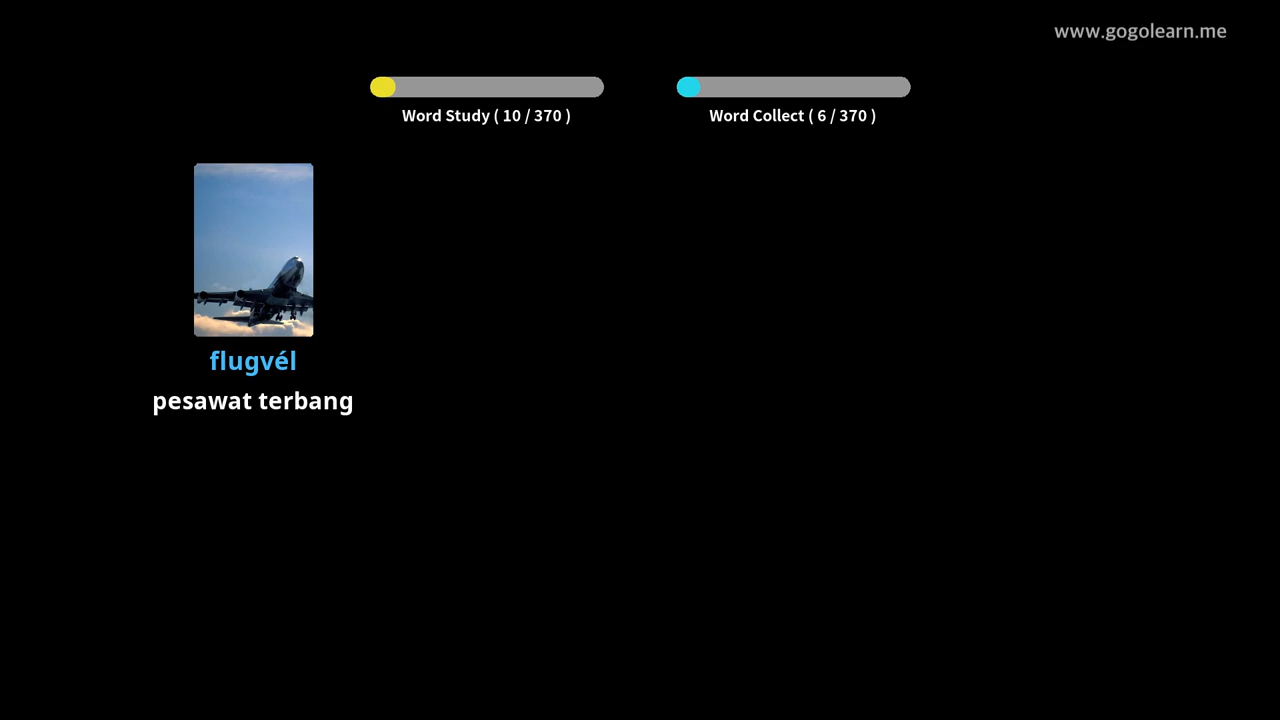 www.gogolearn.me
Word Study ( 10 / 370 )
Word Collect ( 6 / 370 )
flugvél
pesawat terbang